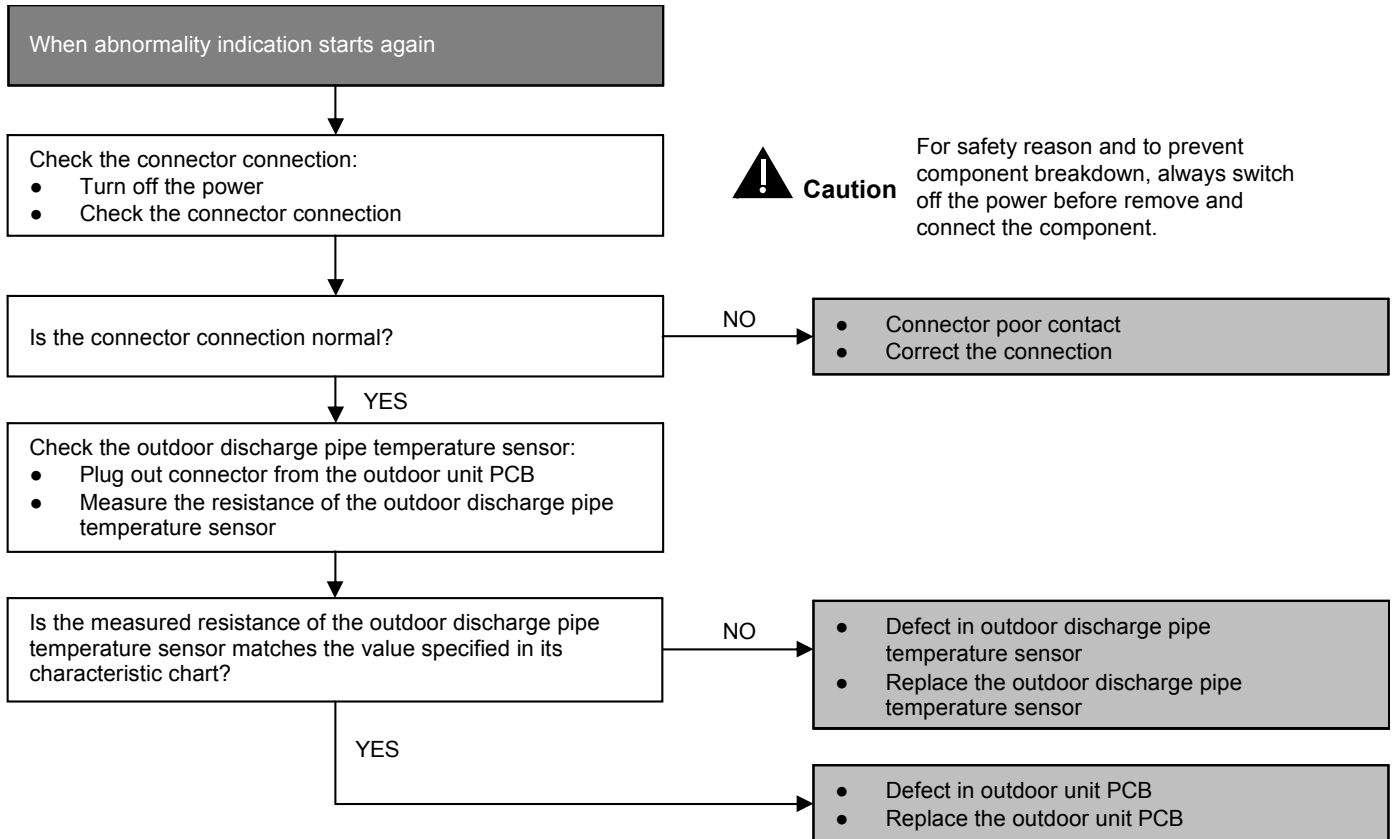 When abnormality indication starts again
Check the connector connection:
● Turn off the power
● Check the connector connection
Caution
For safety reason and to prevent
component breakdown, always switch
off the power before remove and
connect the component.
Is the connector connection normal?
NO
● Connector poor contact
● Correct the connection
YES
Check the outdoor discharge pipe temperature sensor:
● Plug out connector from the outdoor unit PCB
● Measure the resistance of the outdoor discharge pipe
temperature sensor
Is the measured resistance of the outdoor discharge pipe
temperature sensor matches the value specified in its
characteristic chart?
NO
● Defect in outdoor discharge pipe
temperature sensor
● Replace the outdoor discharge pipe
temperature sensor
YES
● Defect in outdoor unit PCB
● Replace the outdoor unit PCB